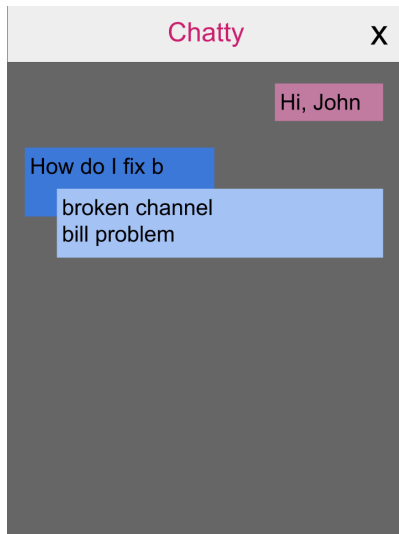 Chatty
x
Hi, John
How do I fix b
broken channel
bill problem